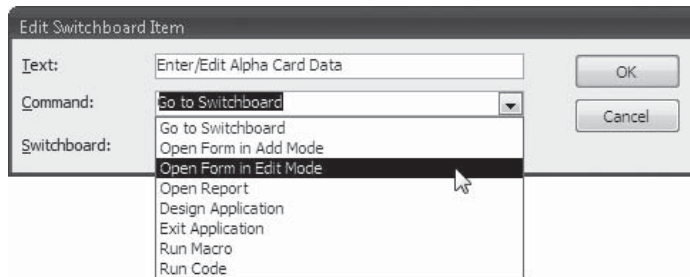 Edit Switchboard Item
Text: Enter/Edit Alpha Card Data
OK
Command: Go to Switchboard
Cancel
Switchboard:
Go to Switchboard
Open Form in Add Mode
Open Form in Edit Mode
Open Report
Design Application
Exit Application
Run Macro
Run Code